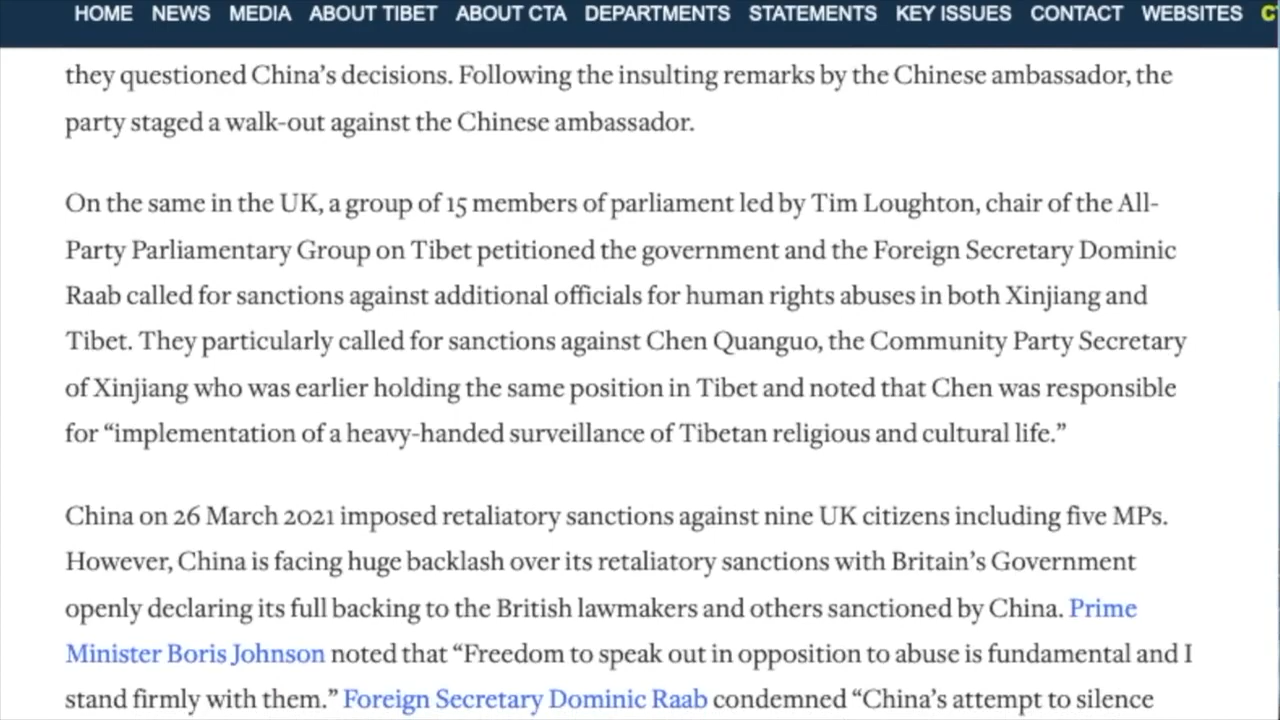 HOME NEWS MEDIA ABOUT TIBET ABOUT CTA DEPARTMENTS STATEMENTS KEY ISSUES CONTACT WEBSITES
they questioned China’s decisions. Following the insulting remarks by the Chinese ambassador, the
party staged a walk-out against the Chinese ambassador.
On the same in the UK, a group of 15 members of parliament led by Tim Loughton, chair of the All-
Party Parliamentary Group on Tibet petitioned the government and the Foreign Secretary Dominic
Raab called for sanctions against additional officials for human rights abuses in both Xinjiang and
Tibet. They particularly called for sanctions against Chen Quanguo, the Community Party Secretary
of Xinjiang who was earlier holding the same position in Tibet and noted that Chen was responsible
for “implementation of a heavy-handed surveillance of Tibetan religious and cultural life.”
China on 26 March 2021 imposed retaliatory sanctions against nine UK citizens including five MPs.
However, China is facing huge backlash over its retaliatory sanctions with Britain’s Government
openly declaring its full backing to the British lawmakers and others sanctioned by China. Prime
Minister Boris Johnson noted that “Freedom to speak out in opposition to abuse is fundamental and I
stand firmly with them.” Foreign Secretary Dominic Raab condemned “China’s attempt to silence